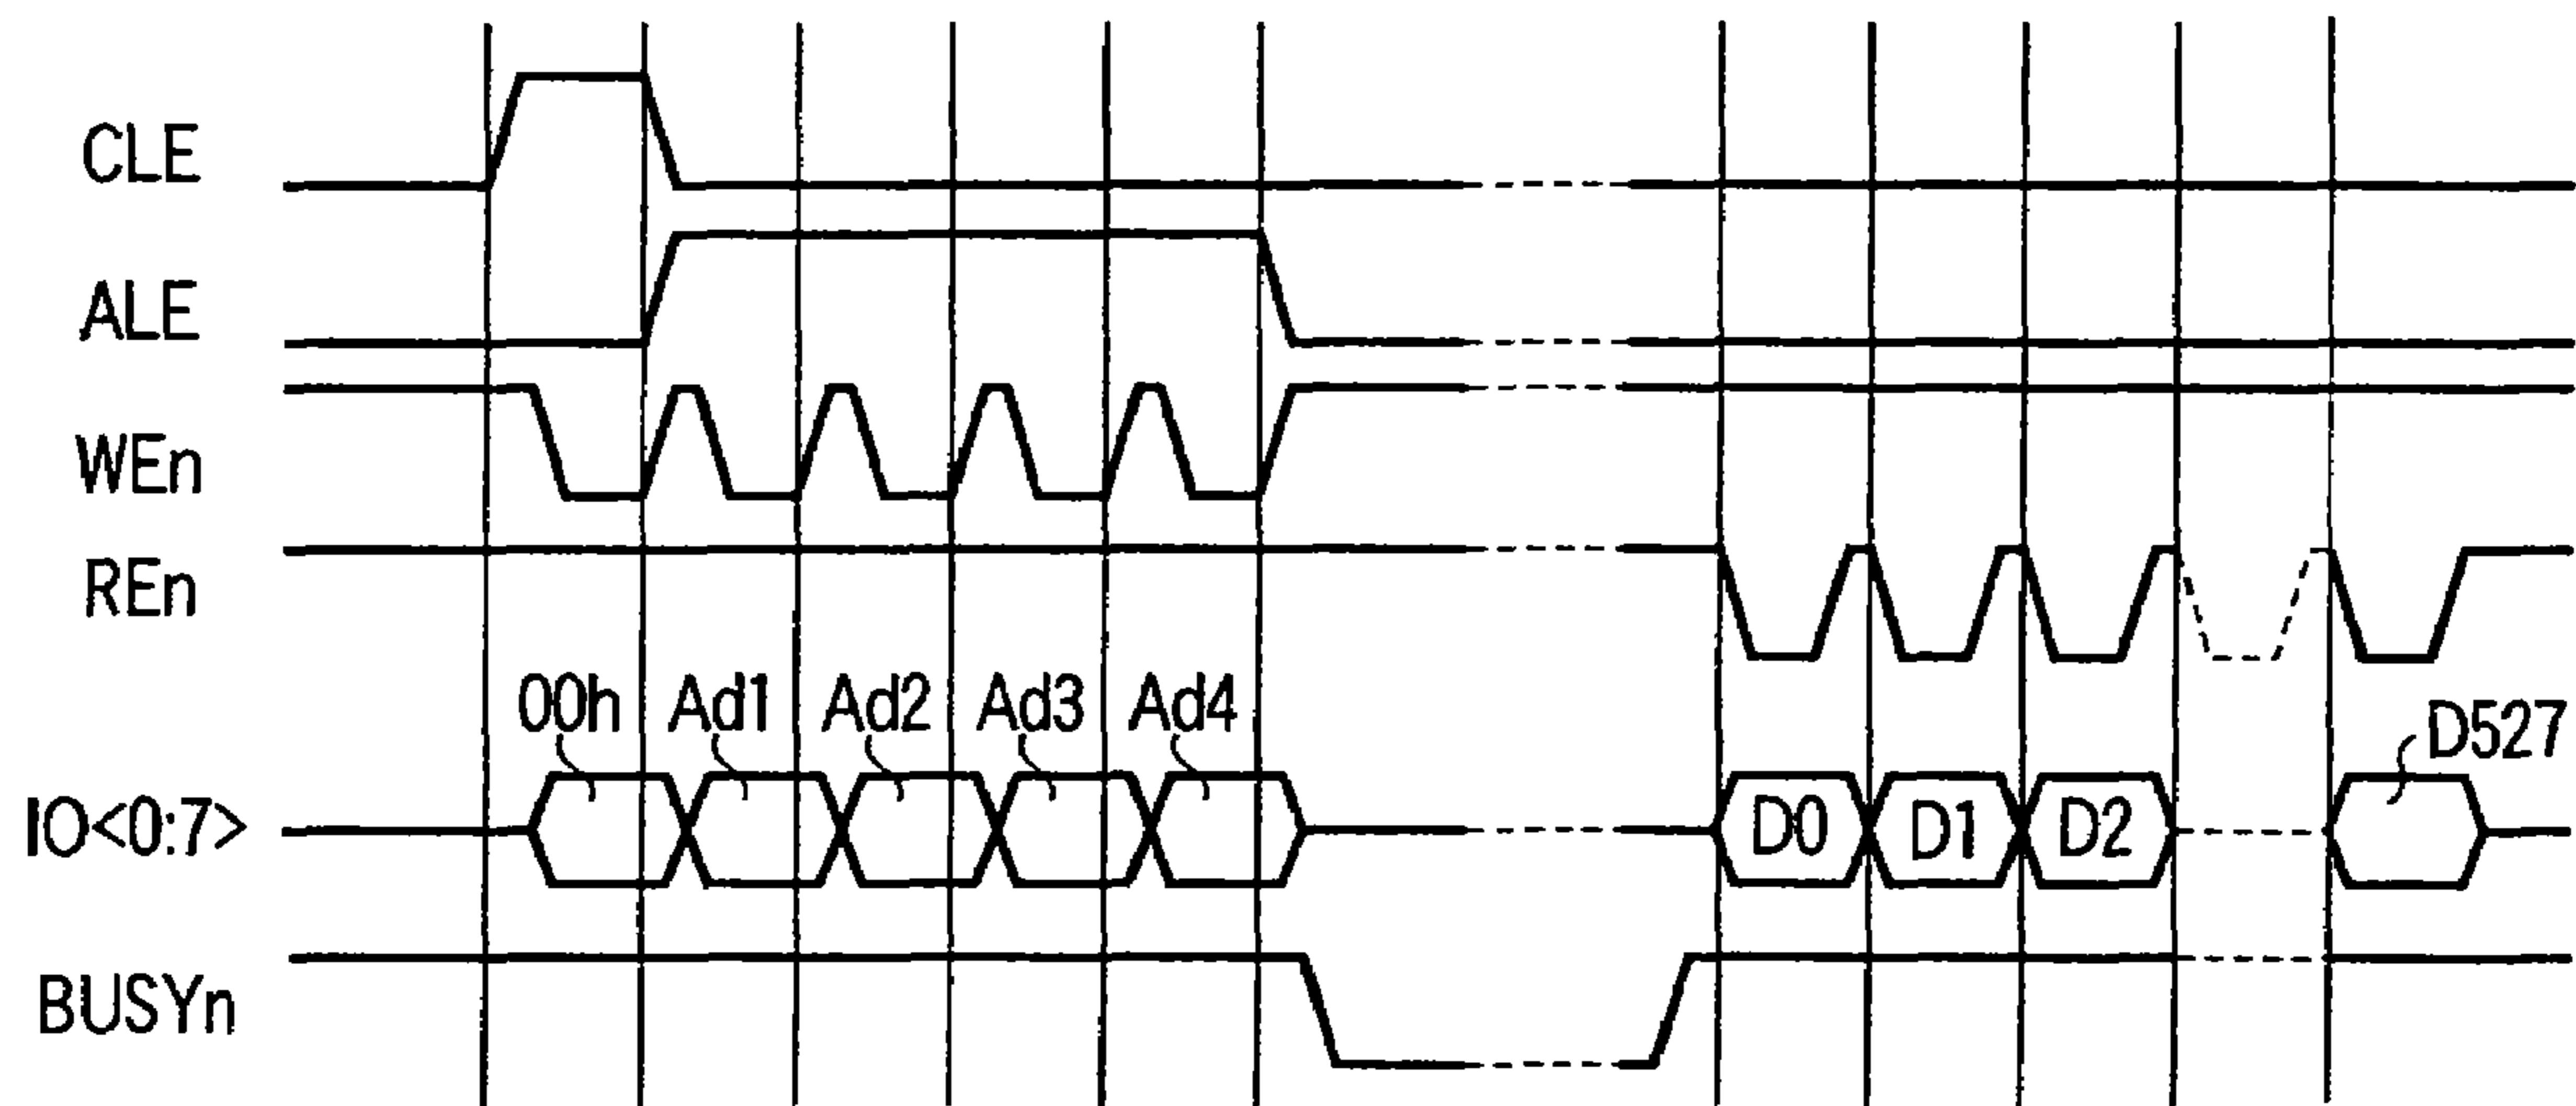 CLE
ALE
WEn
REn
00h Ad1 Ad2 Ad3 Ad4 D527
IO<0:7> D0 D1 D2
BUSYn